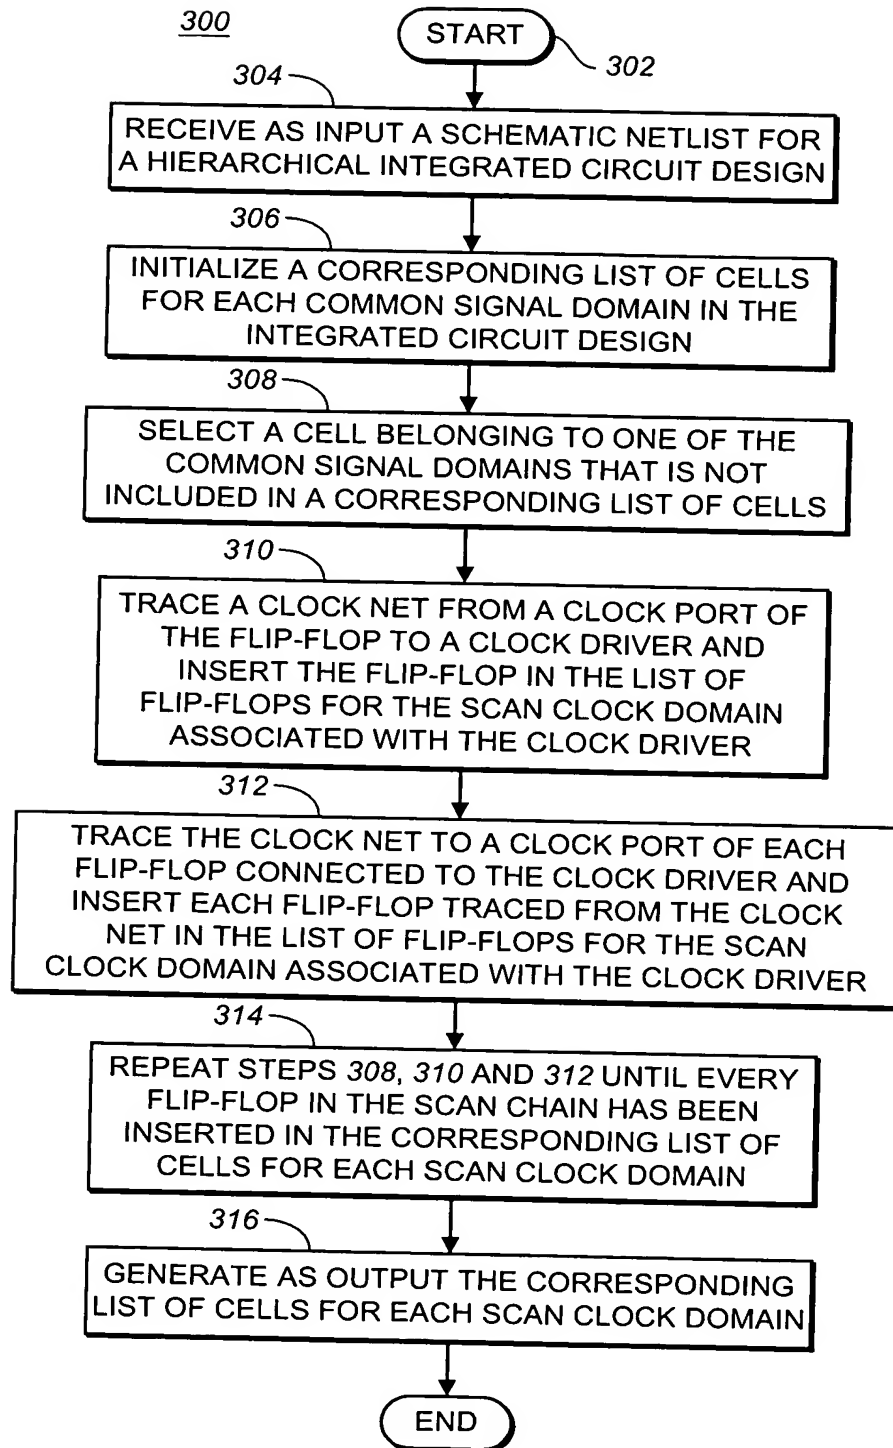 300
START
302
304
RECEIVE AS INPUT A SCHEMATIC NETLIST FOR
A HIERARCHICAL INTEGRATED CIRCUIT DESIGN
306
INITIALIZE A CORRESPONDING LIST OF CELLS
FOR EACH COMMON SIGNAL DOMAIN IN THE
INTEGRATED CIRCUIT DESIGN
308
SELECT A CELL BELONGING TO ONE OF THE
COMMON SIGNAL DOMAINS THAT IS NOT
INCLUDED IN A CORRESPONDING LIST OF CELLS
310
TRACE A CLOCK NET FROM A CLOCK PORT OF
THE FLIP-FLOP TO A CLOCK DRIVER AND
INSERT THE FLIP-FLOP IN THE LIST OF
FLIP-FLOPS FOR THE SCAN CLOCK DOMAIN
ASSOCIATED WITH THE CLOCK DRIVER
312
TRACE THE CLOCK NET TO A CLOCK PORT OF EACH
FLIP-FLOP CONNECTED TO THE CLOCK DRIVER AND
INSERT EACH FLIP-FLOP TRACED FROM THE CLOCK
NET IN THE LIST OF FLIP-FLOPS FOR THE SCAN
CLOCK DOMAIN ASSOCIATED WITH THE CLOCK DRIVER
314
REPEAT STEPS 308, 310 AND 312 UNTIL EVERY
FLIP-FLOP IN THE SCAN CHAIN HAS BEEN
INSERTED IN THE CORRESPONDING LIST OF
CELLS FOR EACH SCAN CLOCK DOMAIN
316
GENERATE AS OUTPUT THE CORRESPONDING
LIST OF CELLS FOR EACH SCAN CLOCK DOMAIN
END